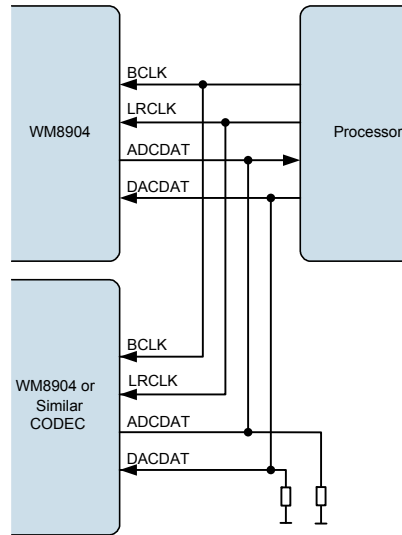 WM8904
BCLK
LRCLK
ADCDAT
DACDAT
Processor
WM8904 or
Similar
CODEC
BCLK
LRCLK
ADCDAT
DACDAT